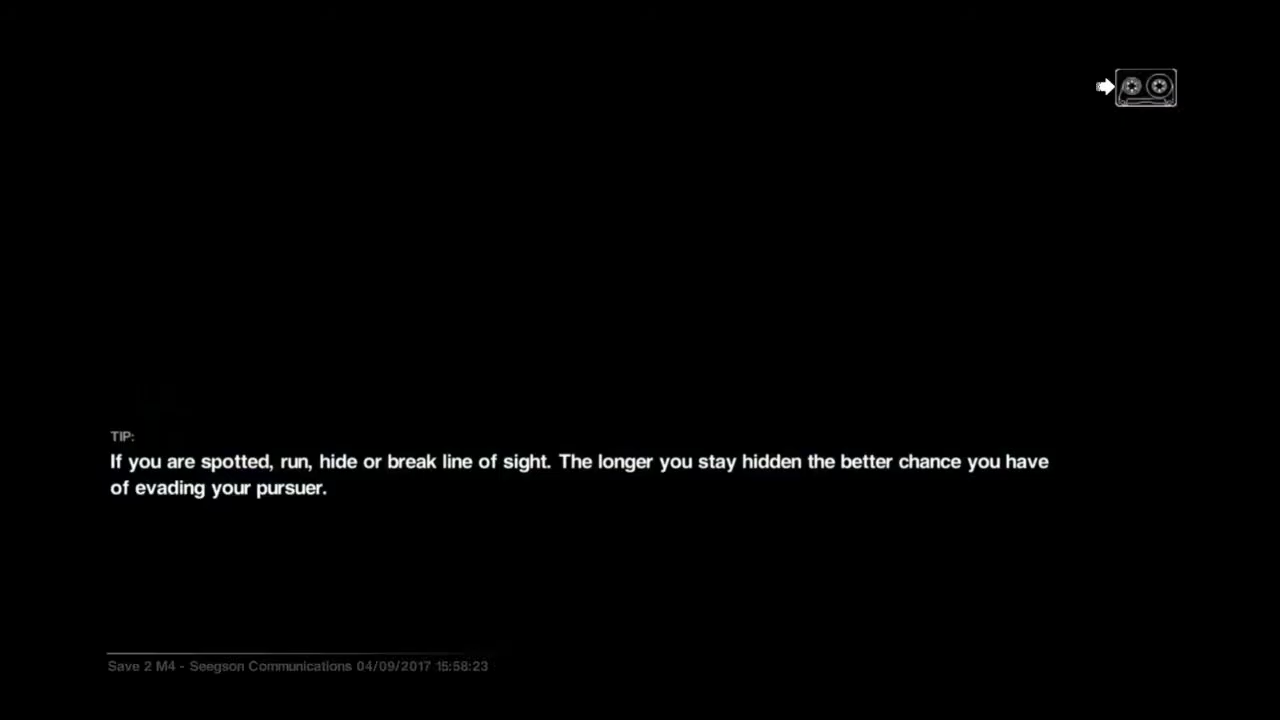 TIP:
If you are spotted, run, hide or break line of sight. The longer you stay hidden the better chance you have
of evading your pursuer.
Save 2 M4 - Seegson Communications 04/09/2017 15:58:23